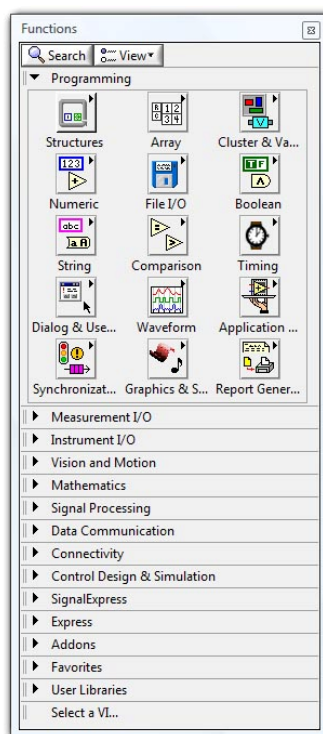 Functions
Search View
Programming
Structures Array Cluster & Va...
Numeric File I/O Boolean
String Comparison Timing
Dialog & Use... Waveform Application ...
Synchronizat... Graphics & S... Report Gener...
Measurement I/O
Instrument I/O
Vision and Motion
Mathematics
Signal Processing
Data Communication
Connectivity
Control Design & Simulation
SignalExpress
Express
Addons
Favorites
User Libraries
Select a VI...